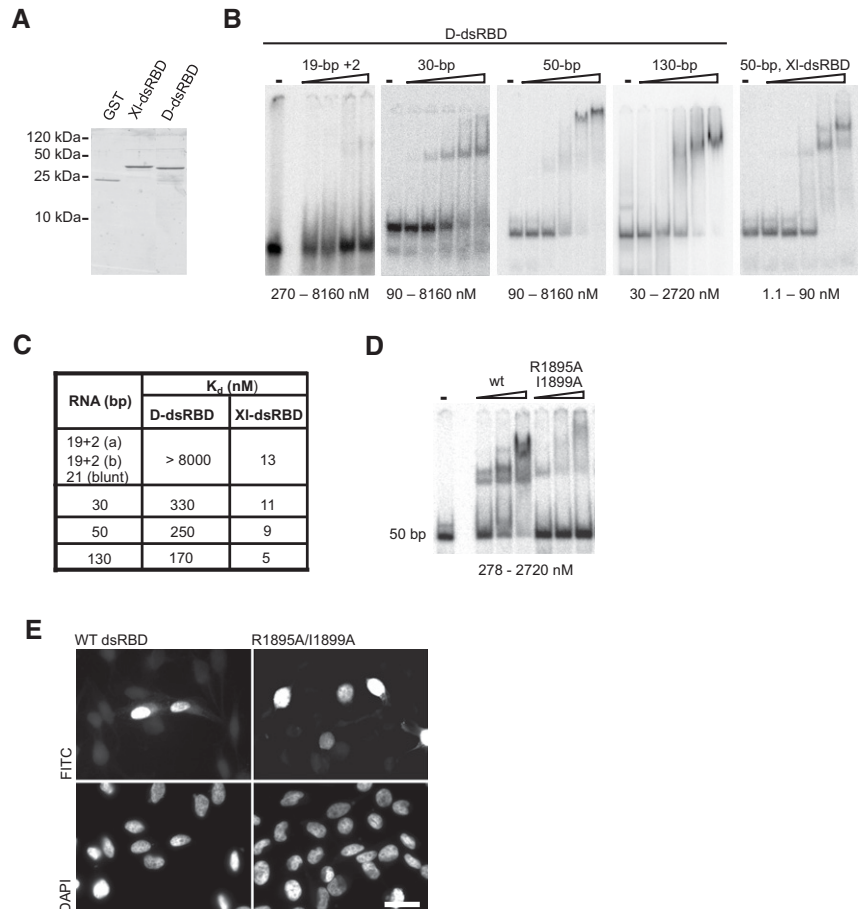 A
GST
XI-dsRBD
D-dsRBD
120 kDa
50 kDa
25 kDa
10 kDa
B
D-dsRBD
- 19-bp +2
- 30-bp
- 50-bp
- 130-bp
- 50-bp, XI-dsRBD
270 – 8160 nM
90 – 8160 nM
90 – 8160 nM
30 – 2720 nM
1.1 – 90 nM
C
RNA (bp)
Kd (nM)
D-dsRBD XI-dsRBD
19+2 (a)
19+2 (b)
21 (blunt)
> 8000 13
30 330 11
50 250 9
130 170 5
D
- wt
R1895A
I1899A
50 bp
278 - 2720 nM
E
WT dsRBD
R1895A/I1899A
FITC
DAPI